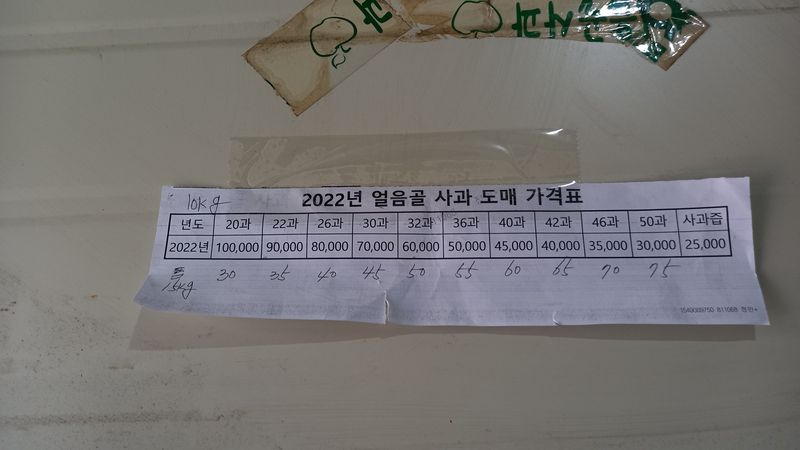 과
10kg
2022년 얼음골 사과 도매 가격표
년도 20과 22과 26과 30과 32과 36과 40과 42과 46과 50과 사과즙
2022년 100,000 90,000 80,000 70,000 60,000 50,000 45,000 40,000 35,000 30,000 25,000
30 35 40 45 50 55 60 65 70 75
15kg